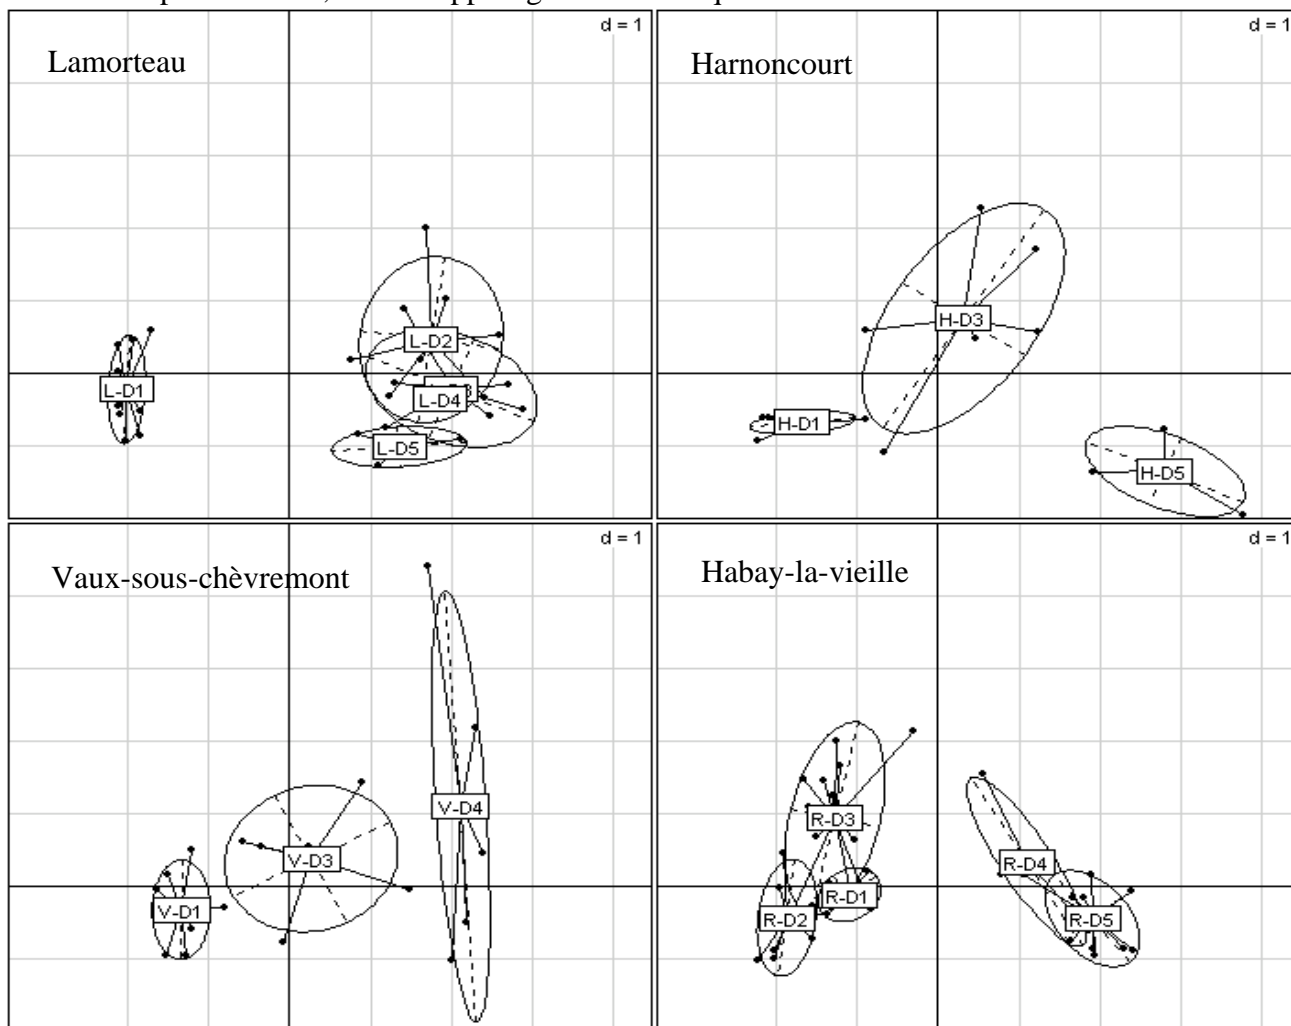 d = 1
Lamorteau
L-D2
L-D1
L-D4
L-D5
d = 1
Harnoncourt
H-D3
H-D1
H-D5
d = 1
Vaux-sous-chèvremont
V-D4
V-D3
V-D1
d = 1
Habay-la-vieille
R-D3
R-D4
R-D1
R-D2
R-D5